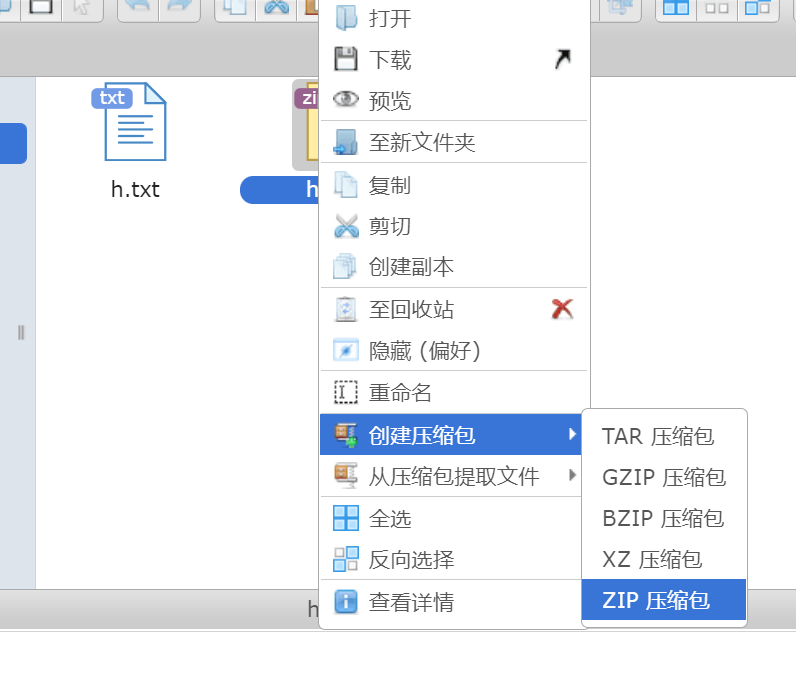 打开
下载
预览
至新文件夹
复制
剪切
创建副本
至回收站
隐藏 (偏好)
重命名
创建压缩包
从压缩包提取文件
全选
反向选择
查看详情
TAR 压缩包
GZIP 压缩包
BZIP 压缩包
XZ 压缩包
ZIP 压缩包
txt
h.txt
zi
h
h